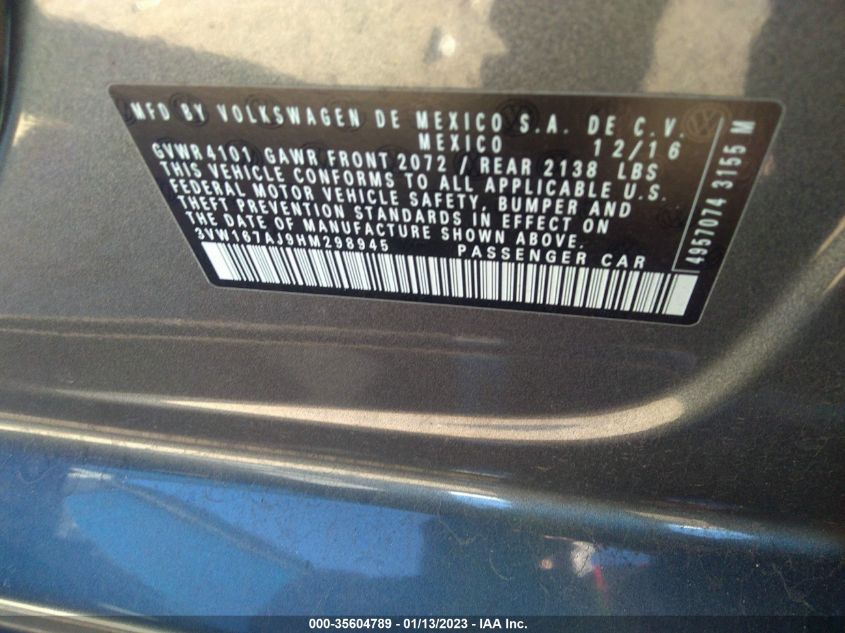 MFD BY VOLKSWAGEN DE MEXICO S.A. DE C.V.
MEXICO 12/16
GVWR 4101 GAWR FRONT 2072 / REAR 2138 LBS
THIS VEHICLE CONFORMS TO ALL APPLICABLE U.S.
FEDERAL MOTOR VEHICLE SAFETY, BUMPER AND
THEFT PREVENTION STANDARDS IN EFFECT ON
THE DATE OF MANUFACTURE SHOWN ABOVE.
3VW167AJ9HM298945 PASSENGER CAR
4957074 3155 M
000-35604789 - 01/13/2023 - IAA Inc.